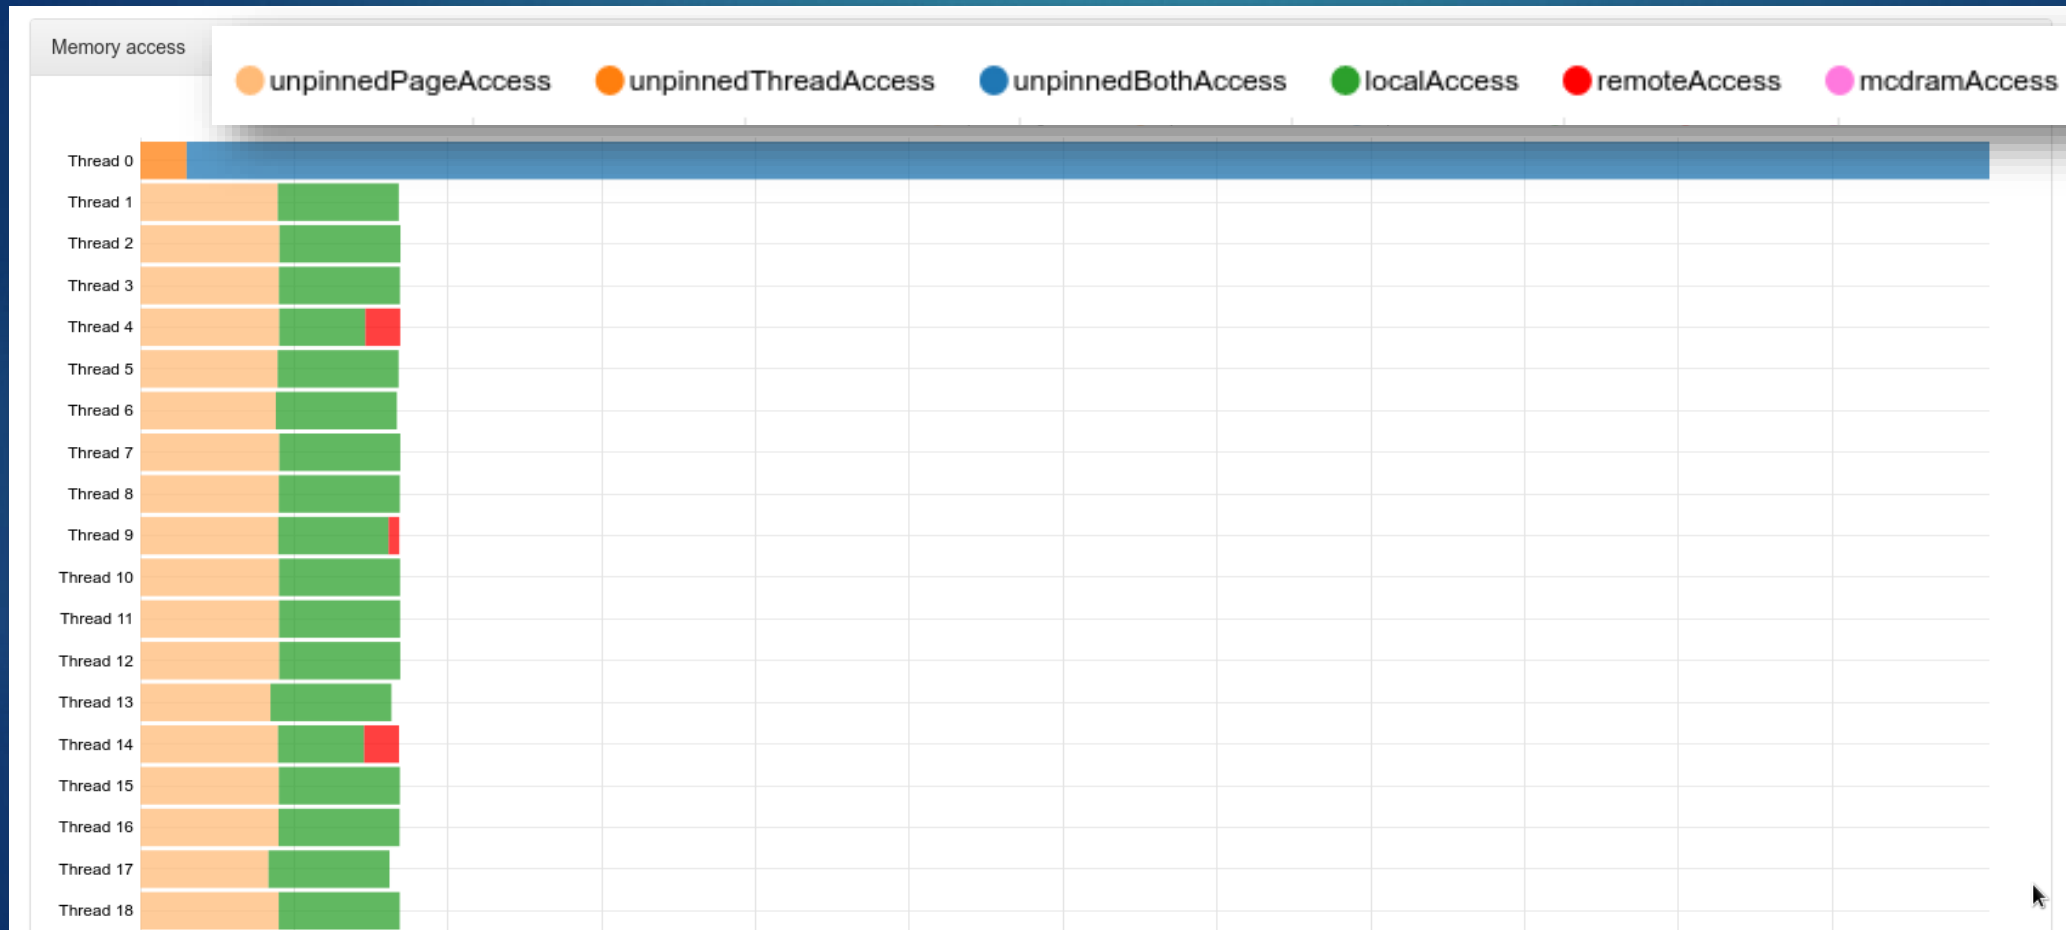 Memory access
unpinnedPageAccess unpinnedThreadAccess unpinnedBothAccess localAccess remoteAccess mcdramAccess
Thread 0
Thread 1
Thread 2
Thread 3
Thread 4
Thread 5
Thread 6
Thread 7
Thread 8
Thread 9
Thread 10
Thread 11
Thread 12
Thread 13
Thread 14
Thread 15
Thread 16
Thread 17
Thread 18